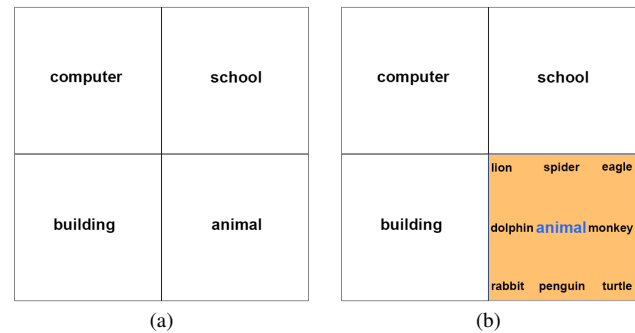 computer school
building animal
(a)
computer school
lion spider eagle
building dolphin animal monkey
rabbit penguin turtle
(b)